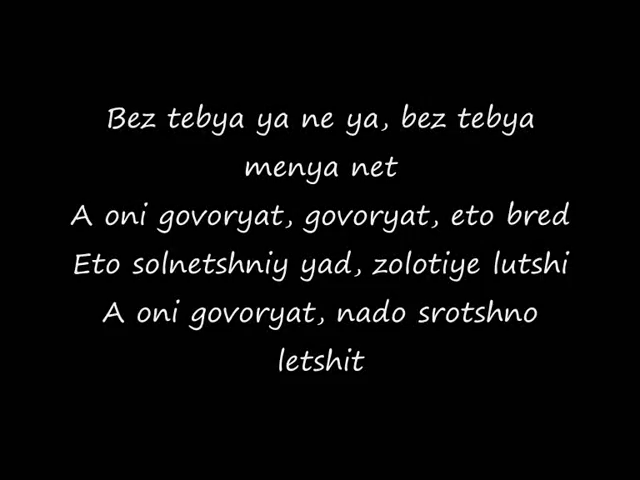 Bez tebya ya ne ya, bez tebya
menya net
A oni govoryat, govoryat, eto bred
Eto solnetshniy yad, zolotiye lutshi
A oni govoryat, nado srotshno
letshit